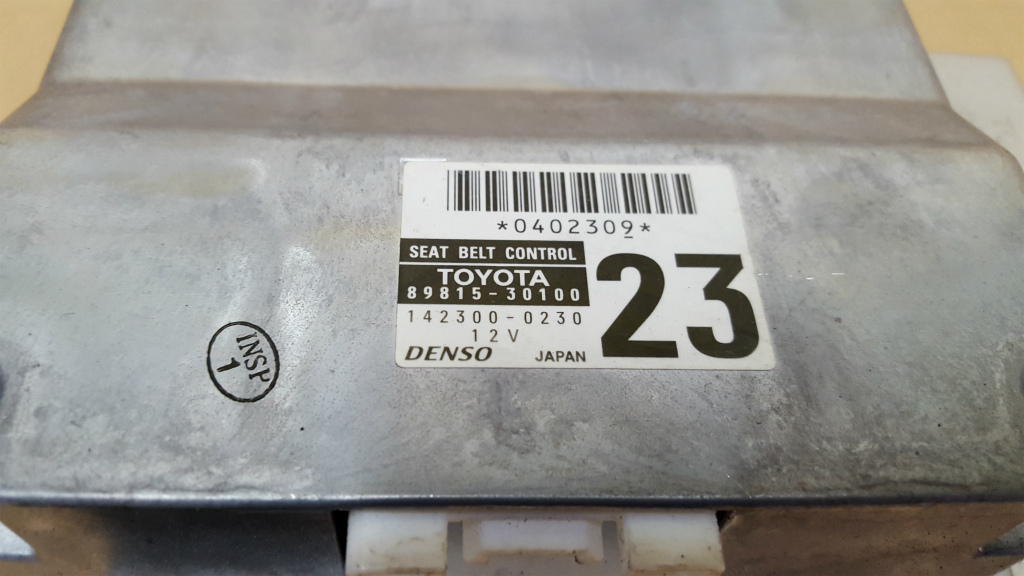 *0402309*
SEAT BELT CONTROL
TOYOTA
89815-30100
23
142300-0230
12V
DENSO JAPAN
INSP
1